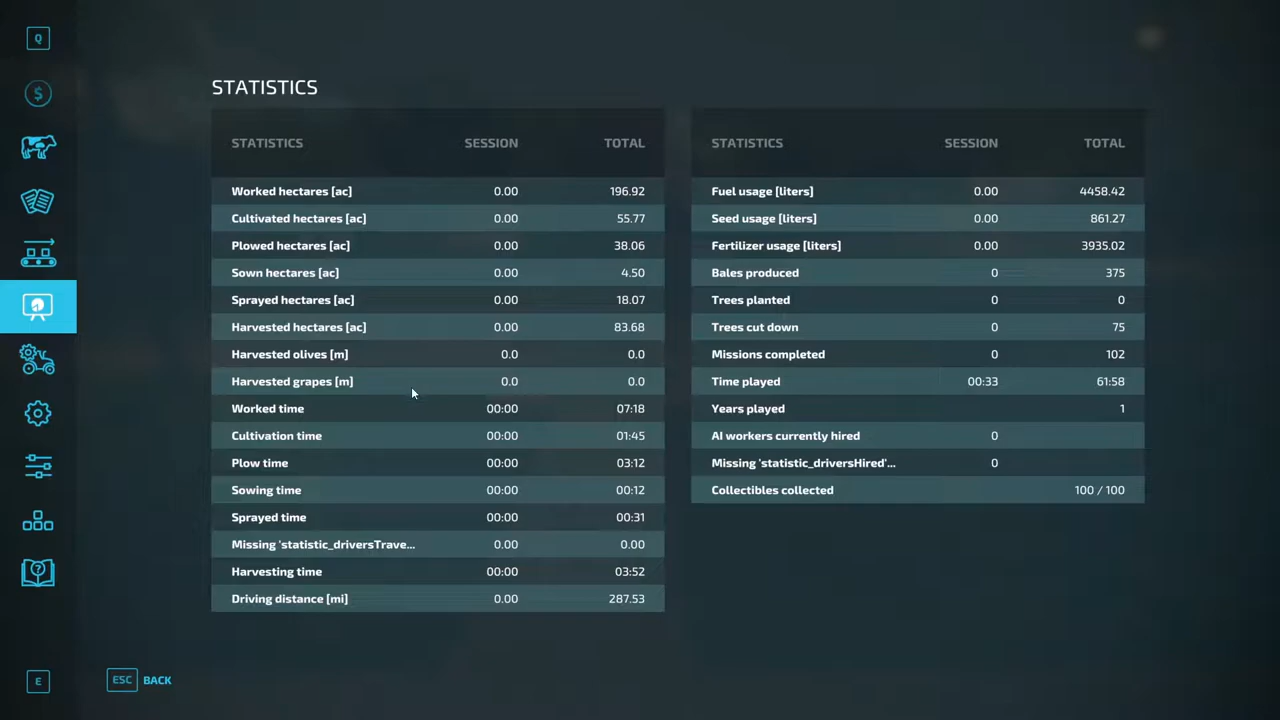 Q
STATISTICS
STATISTICS SESSION TOTAL
Worked hectares [ac] 0.00 196.92
Cultivated hectares [ac] 0.00 55.77
Plowed hectares [ac] 0.00 38.06
Sown hectares [ac] 0.00 4.50
Sprayed hectares [ac] 0.00 18.07
Harvested hectares [ac] 0.00 83.68
Harvested olives [m] 0.0 0.0
Harvested grapes [m] 0.0 0.0
Worked time 00:00 07:18
Cultivation time 00:00 01:45
Plow time 00:00 03:12
Sowing time 00:00 00:12
Sprayed time 00:00 00:31
Missing 'statistic_driversTrave... 0.00 0.00
Harvesting time 00:00 03:52
Driving distance [mi] 0.00 287.53
STATISTICS SESSION TOTAL
Fuel usage [liters] 0.00 4458.42
Seed usage [liters] 0.00 861.27
Fertilizer usage [liters] 0.00 3935.02
Bales produced 0 375
Trees planted 0 0
Trees cut down 0 75
Missions completed 0 102
Time played 00:33 61:58
Years played 1
AI workers currently hired 0
Missing 'statistic_driversHired'... 0
Collectibles collected 100 / 100
E
ESC BACK